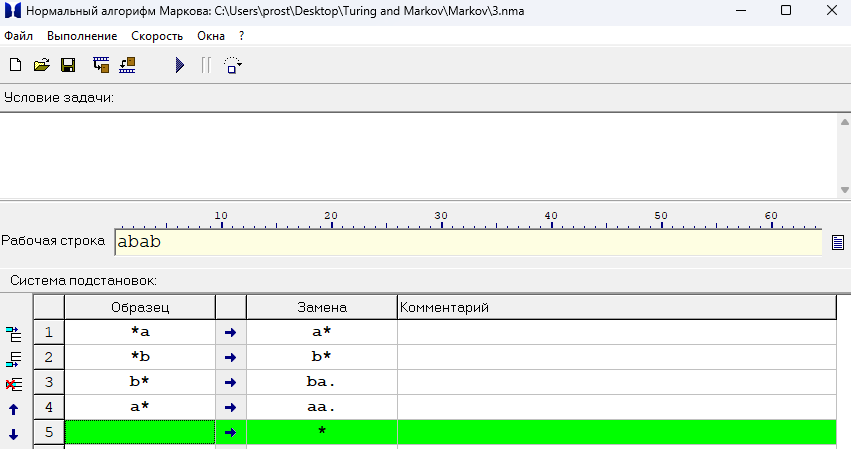 Нормальный алгорифм Маркова: C:\Users\prost\Desktop\Turing and Markov\Markov\3.nma
Файл Выполнение Скорость Окна ?
Условие задачи:
10 20 30 40 50 60
Рабочая строка abab
Система подстановок:
Образец Замена Комментарий
1 *a → a*
2 *b → b*
3 b* → ba.
4 a* → aa.
5 → *